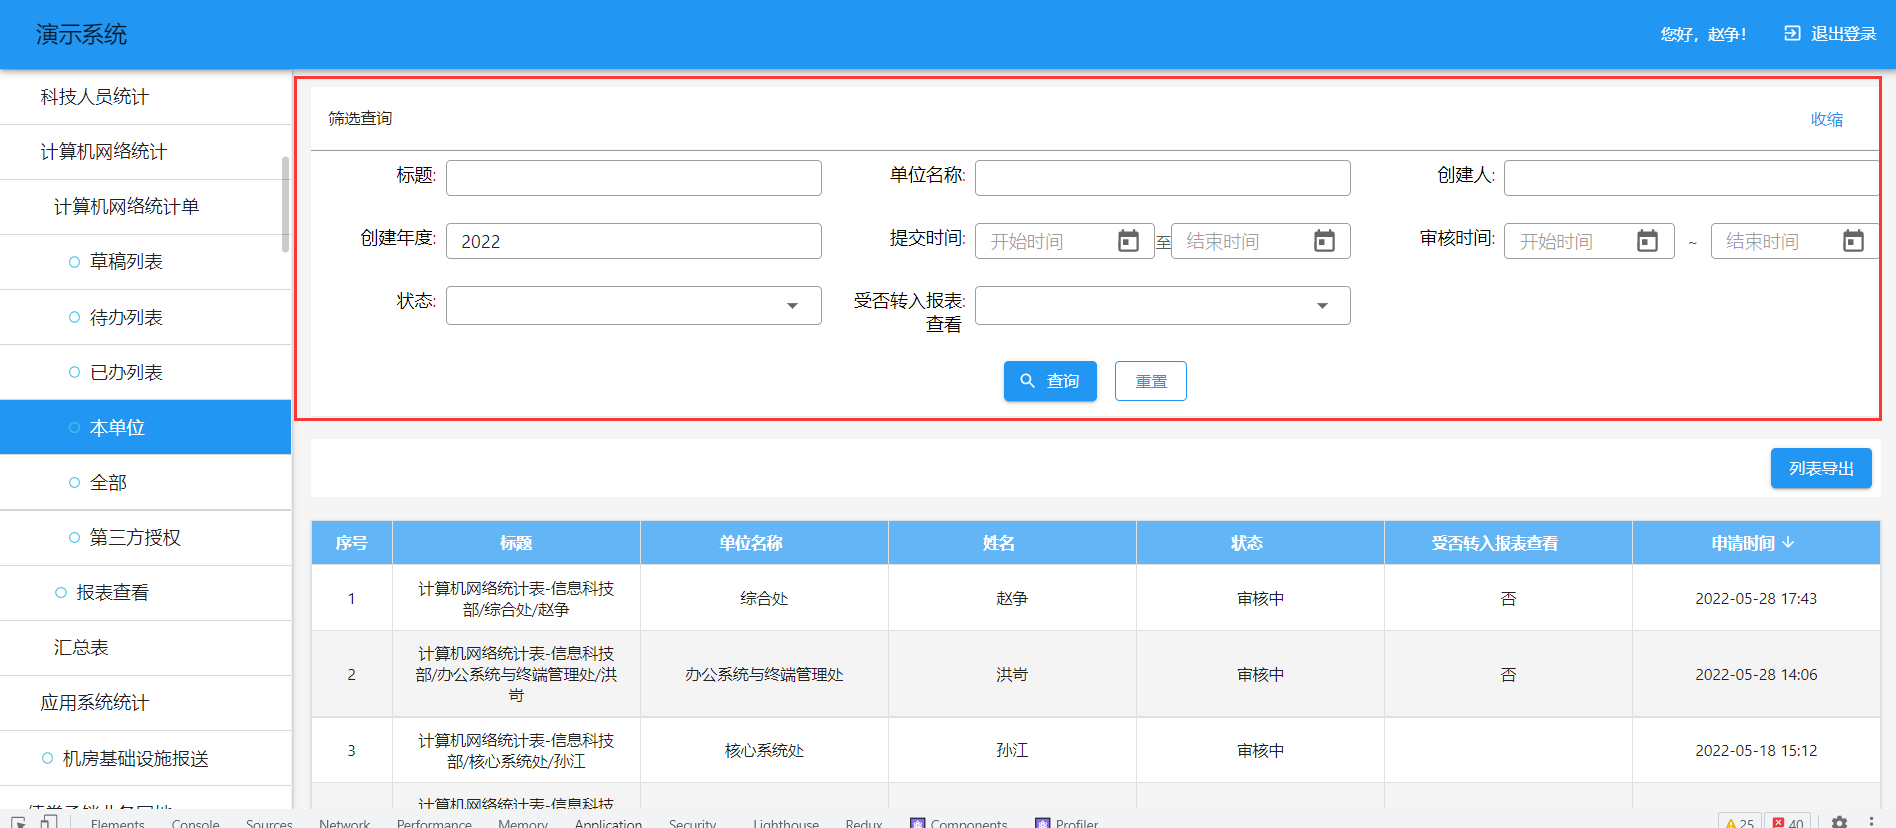 演示系统
您好，赵争！
退出登录
科技人员统计
计算机网络统计
计算机网络统计单
草稿列表
待办列表
已办列表
本单位
全部
第三方授权
报表查看
汇总表
应用系统统计
机房基础设施报送
筛选查询
收缩
标题:
单位名称:
创建人:
创建年度: 2022
提交时间: 开始时间 至 结束时间
审核时间: 开始时间 ~ 结束时间
状态:
受否转入报表:
查看
查询
重置
列表导出
序号 标题 单位名称 姓名 状态 受否转入报表查看 申请时间
1 计算机网络统计表-信息科技
部/综合处/赵争 综合处 赵争 审核中 否 2022-05-28 17:43
2 计算机网络统计表-信息科技
部/办公系统与终端管理处/洪
岢 办公系统与终端管理处 洪岢 审核中 否 2022-05-28 14:06
3 计算机网络统计表-信息科技
部/核心系统处/孙江 核心系统处 孙江 审核中 2022-05-18 15:12
计算机网络统计表-信息科技
Elements Console Sources Network Performance Memory Application Security Lighthouse Redux Components Profiler 25 40